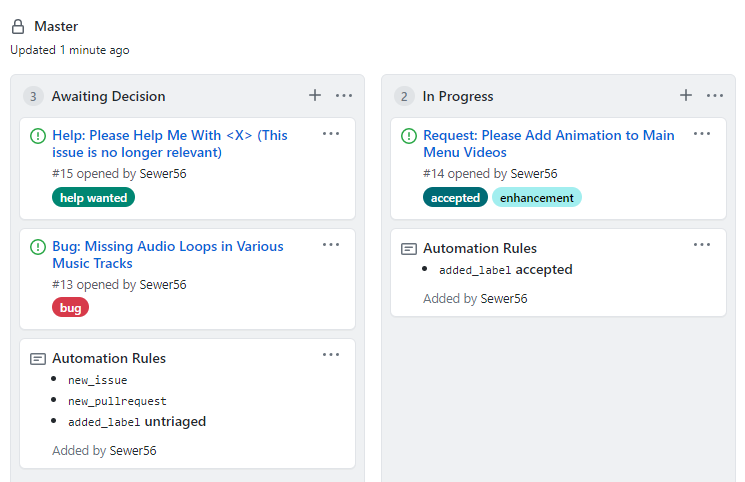 Master
Updated 1 minute ago
3 Awaiting Decision
Help: Please Help Me With <X> (This
issue is no longer relevant)
#15 opened by Sewer56
help wanted
Bug: Missing Audio Loops in Various
Music Tracks
#13 opened by Sewer56
bug
Automation Rules
new_issue
new_pullrequest
added_label untriaged
Added by Sewer56
2 In Progress
Request: Please Add Animation to Main
Menu Videos
#14 opened by Sewer56
accepted enhancement
Automation Rules
added_label accepted
Added by Sewer56